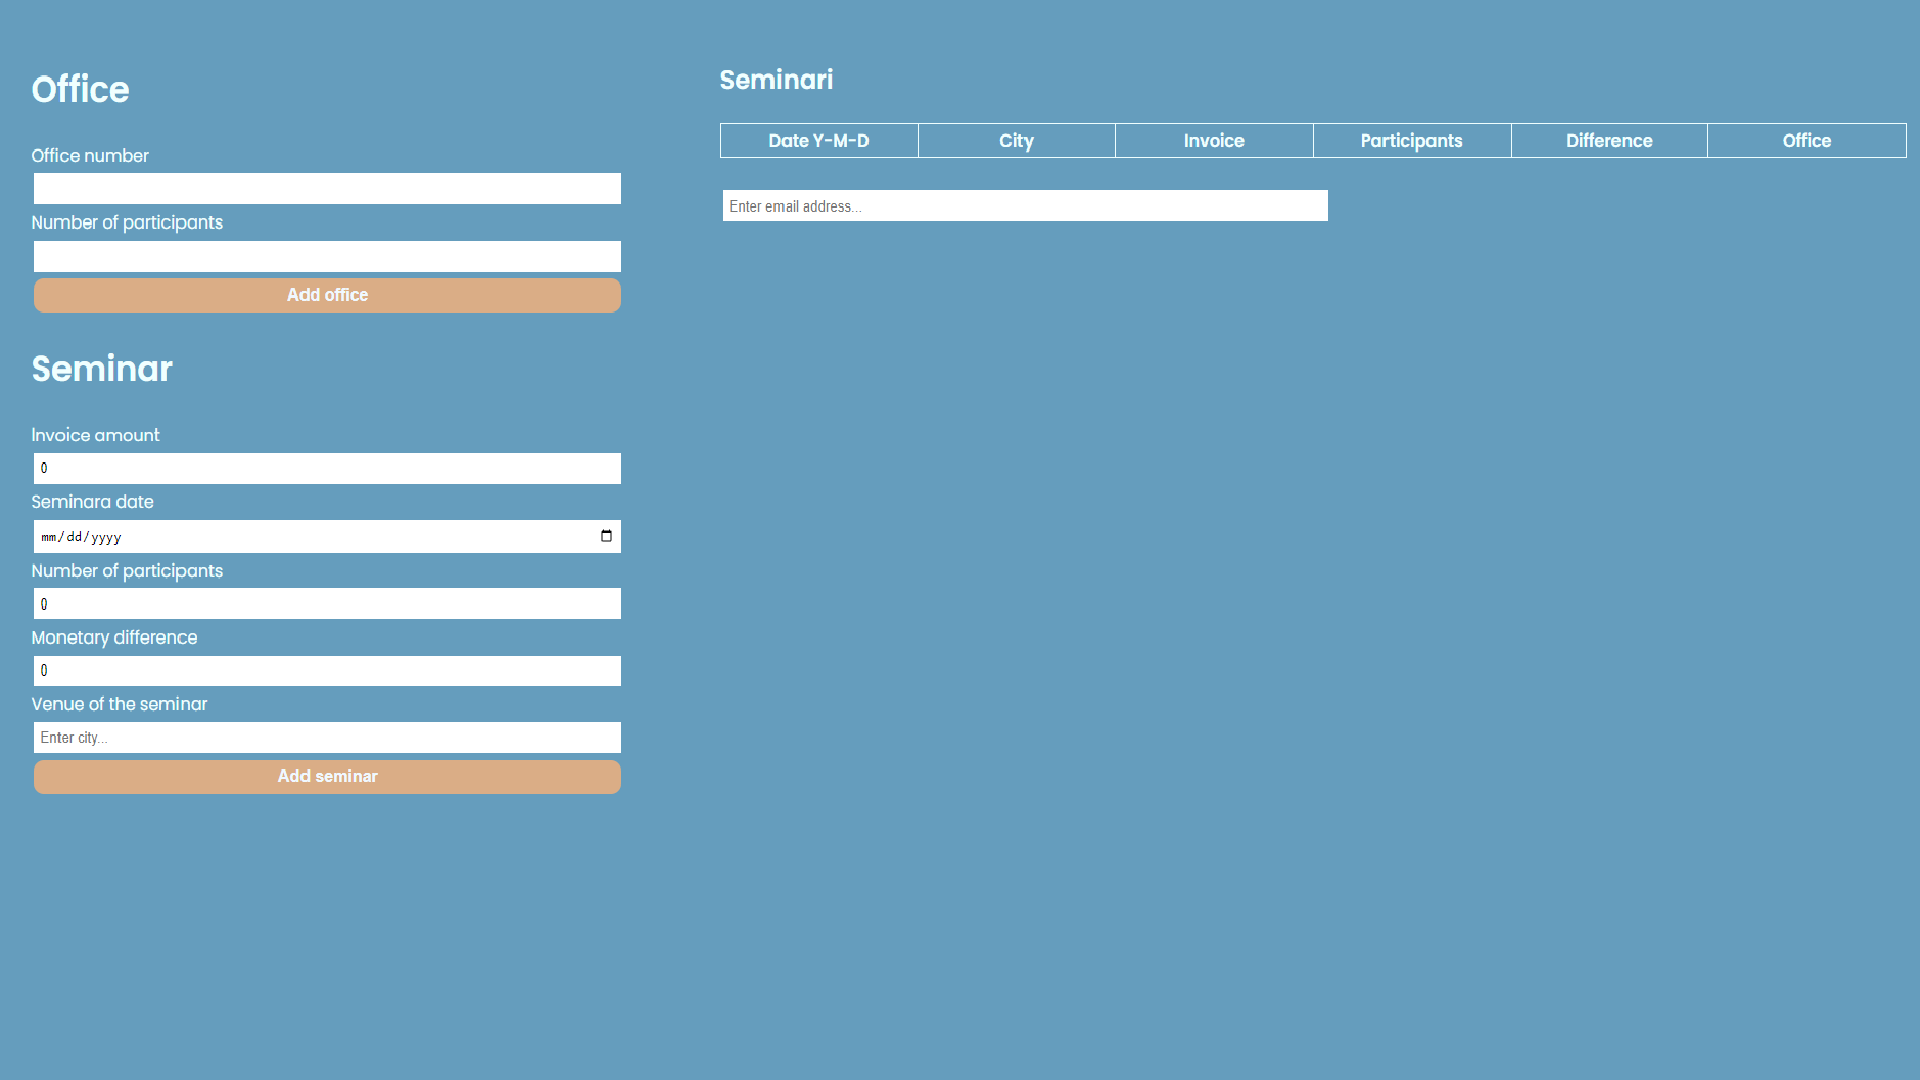 Office
Office number
Number of participants
Add office
Seminar
Invoice amount
0
Seminara date
mm/dd/yyyy
Number of participants
0
Monetary difference
0
Venue of the seminar
Enter city...
Add seminar
Seminari
Date Y-M-D City Invoice Participants Difference Office
Enter email address...